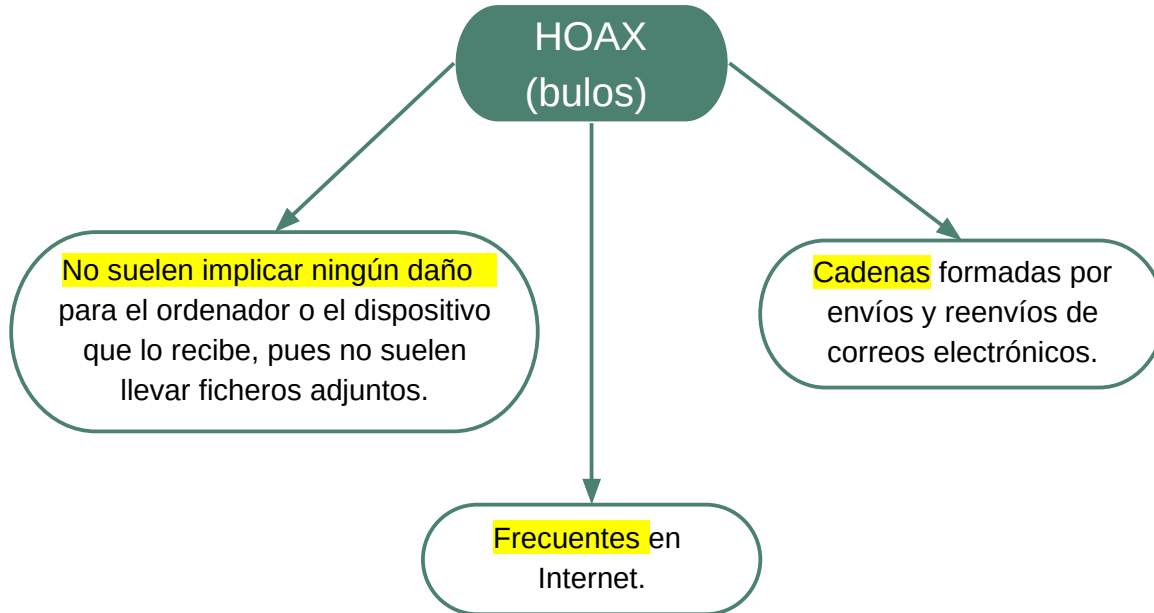 HOAX
(bulos)
No suelen implicar ningún daño
para el ordenador o el dispositivo
que lo recibe, pues no suelen
llevar ficheros adjuntos.
Cadenas formadas por
envíos y reenvíos de
correos electrónicos.
Frecuentes en
Internet.